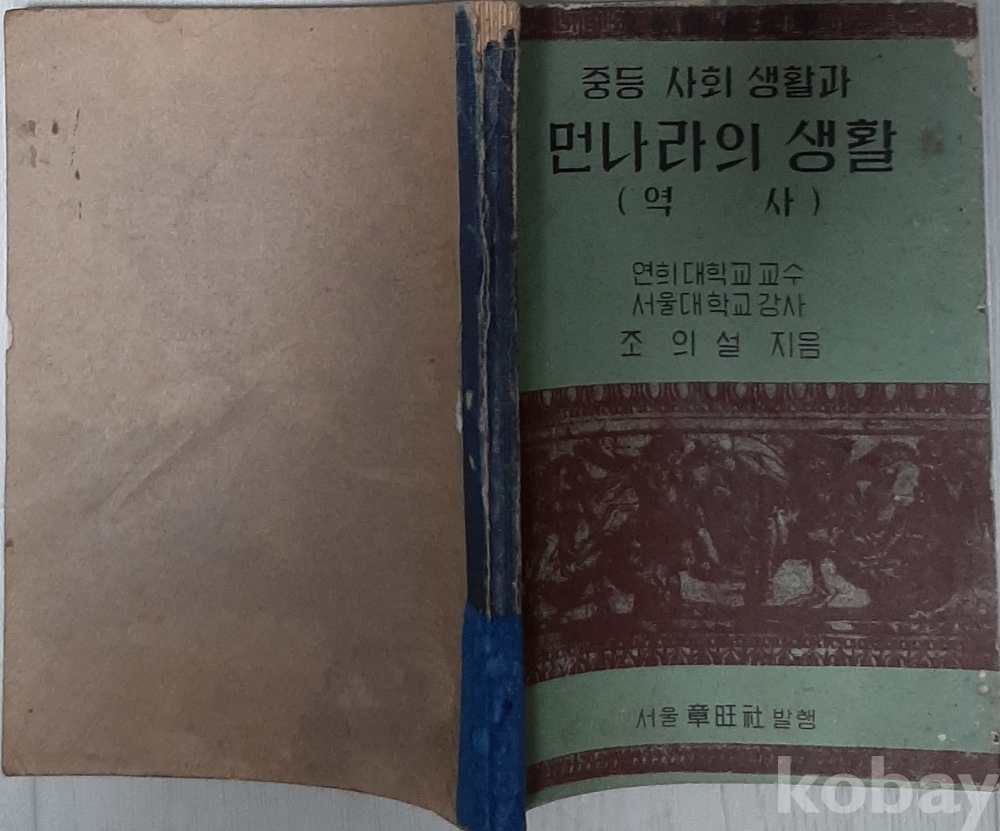 중등 사회 생활과
먼나라의 생활
(역 사)
연희대학교교수
서울대학교강사
조 의 설 지음
서울 章旺社 발행
kobay